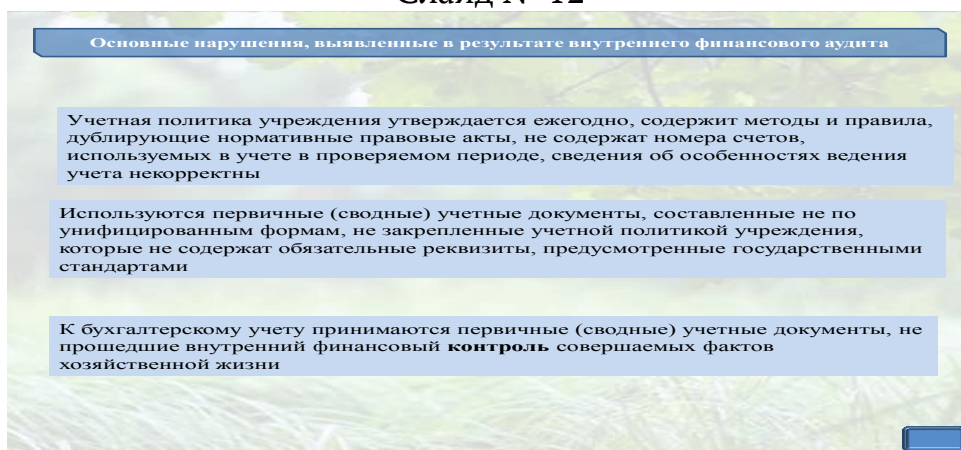 Слайд № 12
Основные нарушения, выявленные в результате внутреннего финансового аудита
Учетная политика учреждения утверждается ежегодно, содержит методы и правила,
дублирующие нормативные правовые акты, не содержат номера счетов,
используемых в учете в проверяемом периоде, сведения об особенностях ведения
учета некорректны
Используются первичные (сводные) учетные документы, составленные не по
унифицированным формам, не закрепленные учетной политикой учреждения,
которые не содержат обязательные реквизиты, предусмотренные государственными
стандартами
К бухгалтерскому учету принимаются первичные (сводные) учетные документы, не
прошедшие внутренний финансовый контроль совершаемых фактов
хозяйственной жизни